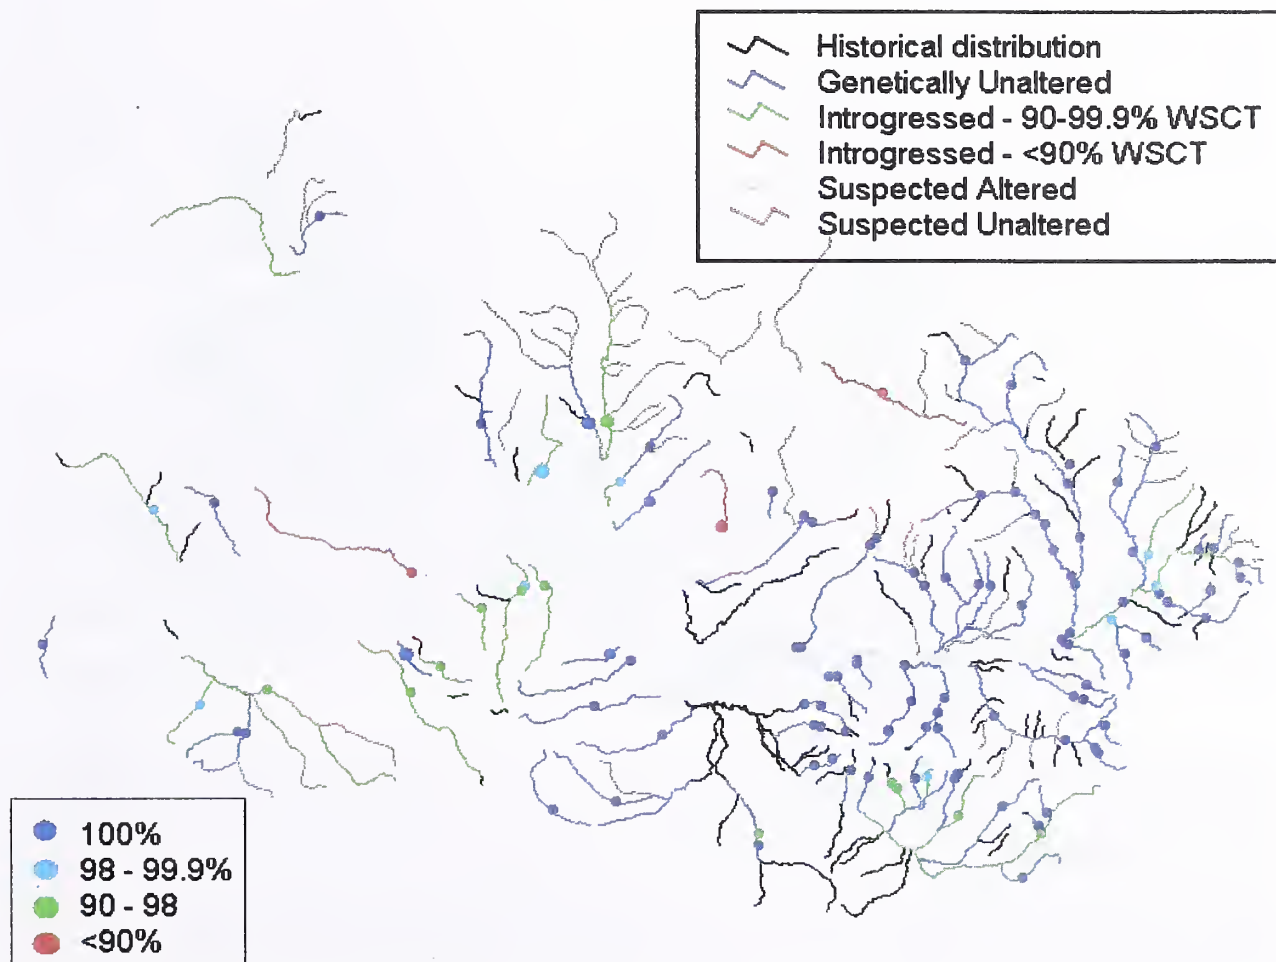 Historical distribution
Genetically Unaltered
Introgressed - 90-99.9% WSCT
Introgressed - <90% WSCT
Suspected Altered
Suspected Unaltered
100%
98 - 99.9%
90 - 98
<90%